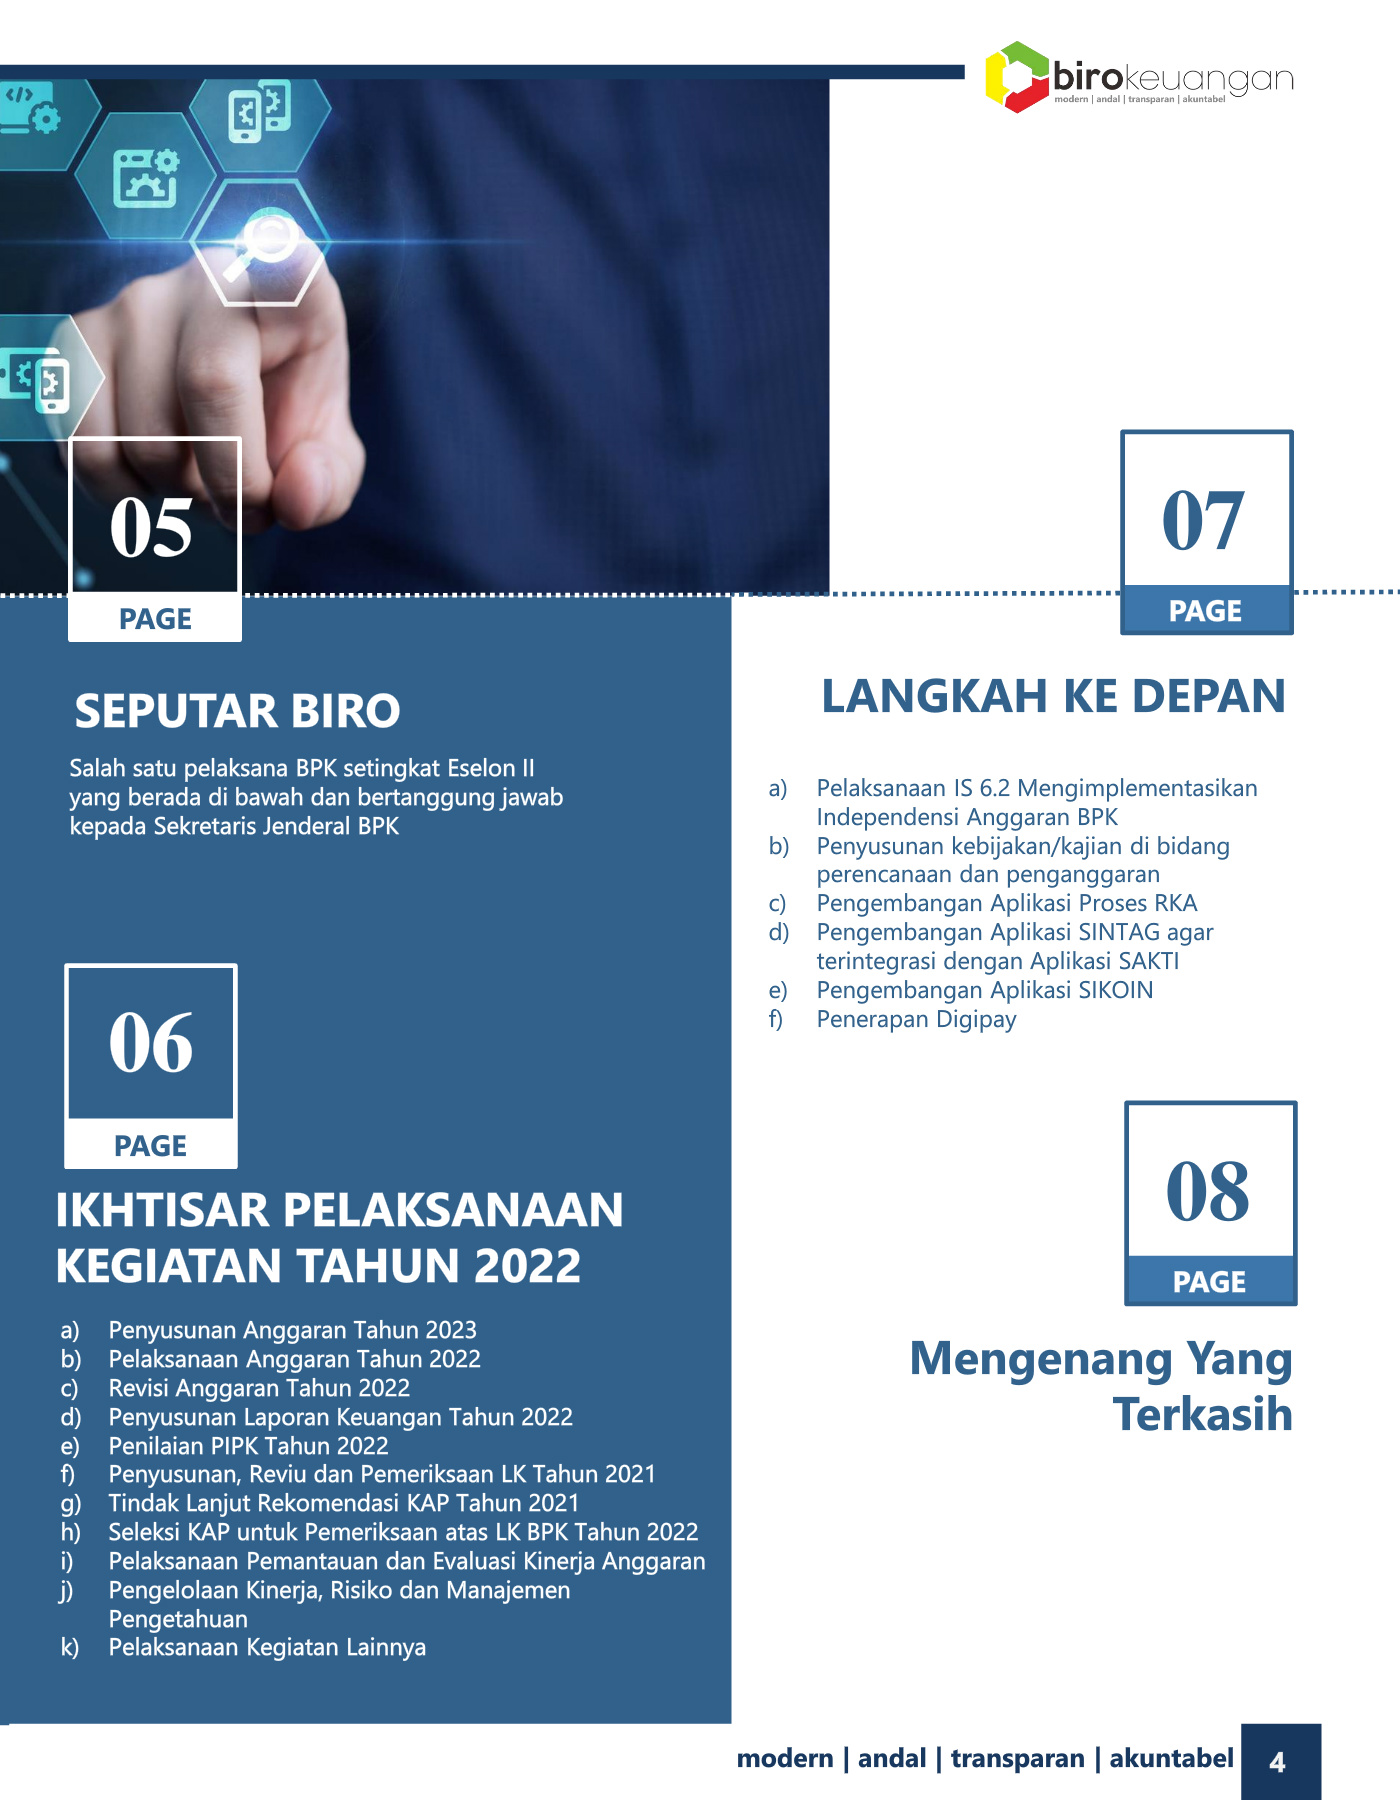 birokeuangan
modern | andal | transparan | akuntabel
</>
05
PAGE
SEPUTAR BIRO
Salah satu pelaksana BPK setingkat Eselon II
yang berada di bawah dan bertanggung jawab
kepada Sekretaris Jenderal BPK
06
PAGE
IKHTISAR PELAKSANAAN
KEGIATAN TAHUN 2022
a) Penyusunan Anggaran Tahun 2023
b) Pelaksanaan Anggaran Tahun 2022
c) Revisi Anggaran Tahun 2022
d) Penyusunan Laporan Keuangan Tahun 2022
e) Penilaian PIPK Tahun 2022
f) Penyusunan, Reviu dan Pemeriksaan LK Tahun 2021
g) Tindak Lanjut Rekomendasi KAP Tahun 2021
h) Seleksi KAP untuk Pemeriksaan atas LK BPK Tahun 2022
i) Pelaksanaan Pemantauan dan Evaluasi Kinerja Anggaran
j) Pengelolaan Kinerja, Risiko dan Manajemen
Pengetahuan
k) Pelaksanaan Kegiatan Lainnya
07
PAGE
LANGKAH KE DEPAN
a) Pelaksanaan IS 6.2 Mengimplementasikan
Independensi Anggaran BPK
b) Penyusunan kebijakan/kajian di bidang
perencanaan dan penganggaran
c) Pengembangan Aplikasi Proses RKA
d) Pengembangan Aplikasi SINTAG agar
terintegrasi dengan Aplikasi SAKTI
e) Pengembangan Aplikasi SIKOIN
f) Penerapan Digipay
08
PAGE
Mengenang Yang
Terkasih
modern | andal | transparan | akuntabel
4